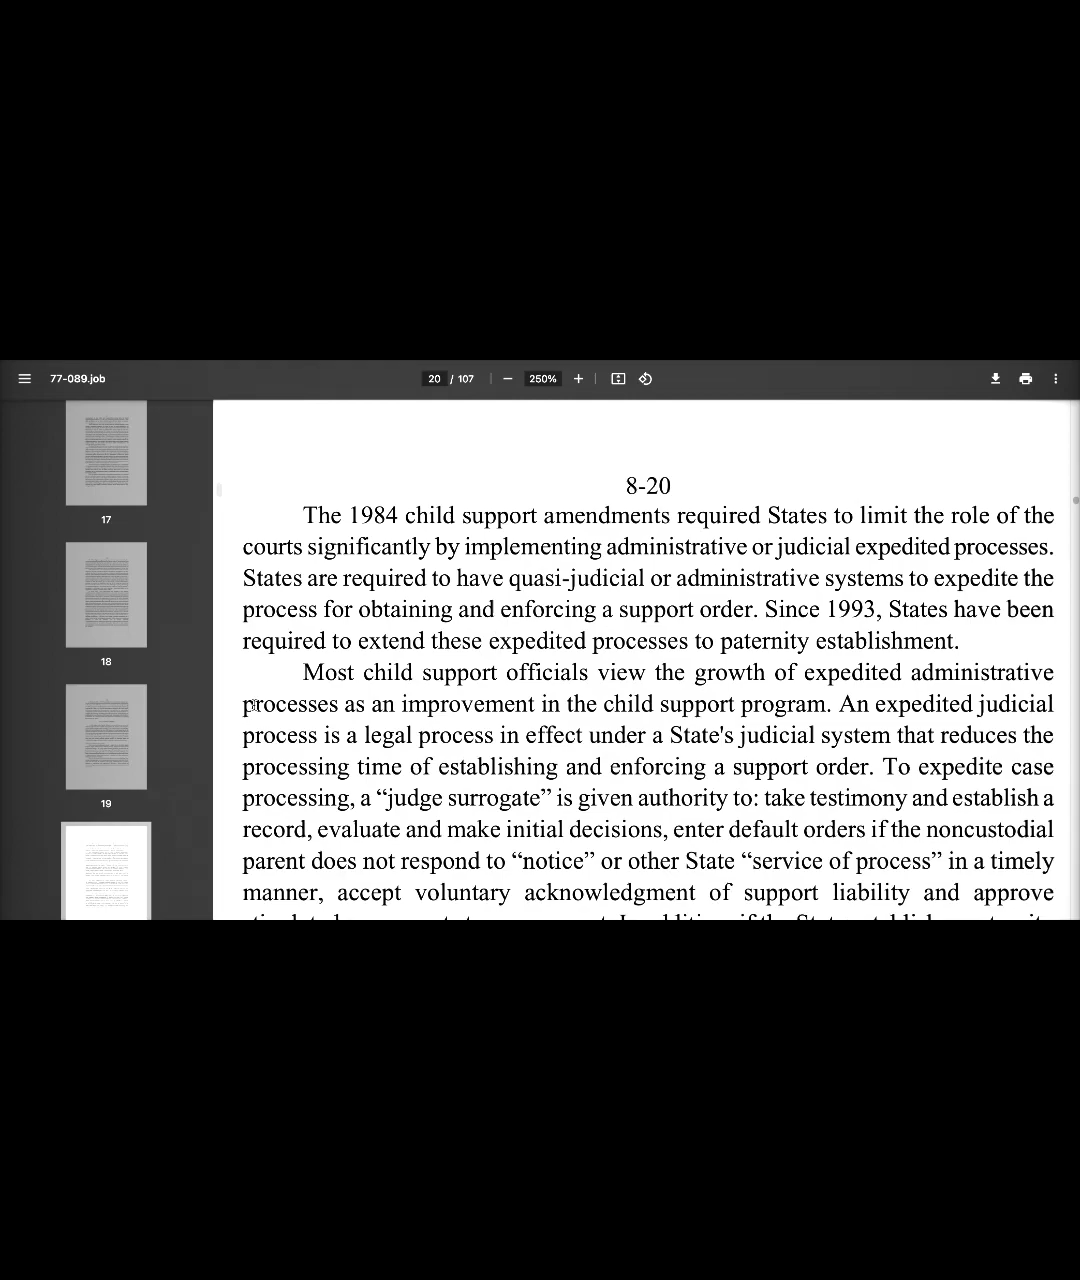 77-089.job
20 / 107
250%
17
18
19
8-20
The 1984 child support amendments required States to limit the role of the
courts significantly by implementing administrative or judicial expedited processes.
States are required to have quasi-judicial or administrative systems to expedite the
process for obtaining and enforcing a support order. Since 1993, States have been
required to extend these expedited processes to paternity establishment.
Most child support officials view the growth of expedited administrative
processes as an improvement in the child support program. An expedited judicial
process is a legal process in effect under a State's judicial system that reduces the
processing time of establishing and enforcing a support order. To expedite case
processing, a “judge surrogate” is given authority to: take testimony and establish a
record, evaluate and make initial decisions, enter default orders if the noncustodial
parent does not respond to “notice” or other State “service of process” in a timely
manner, accept voluntary acknowledgment of support liability and approve